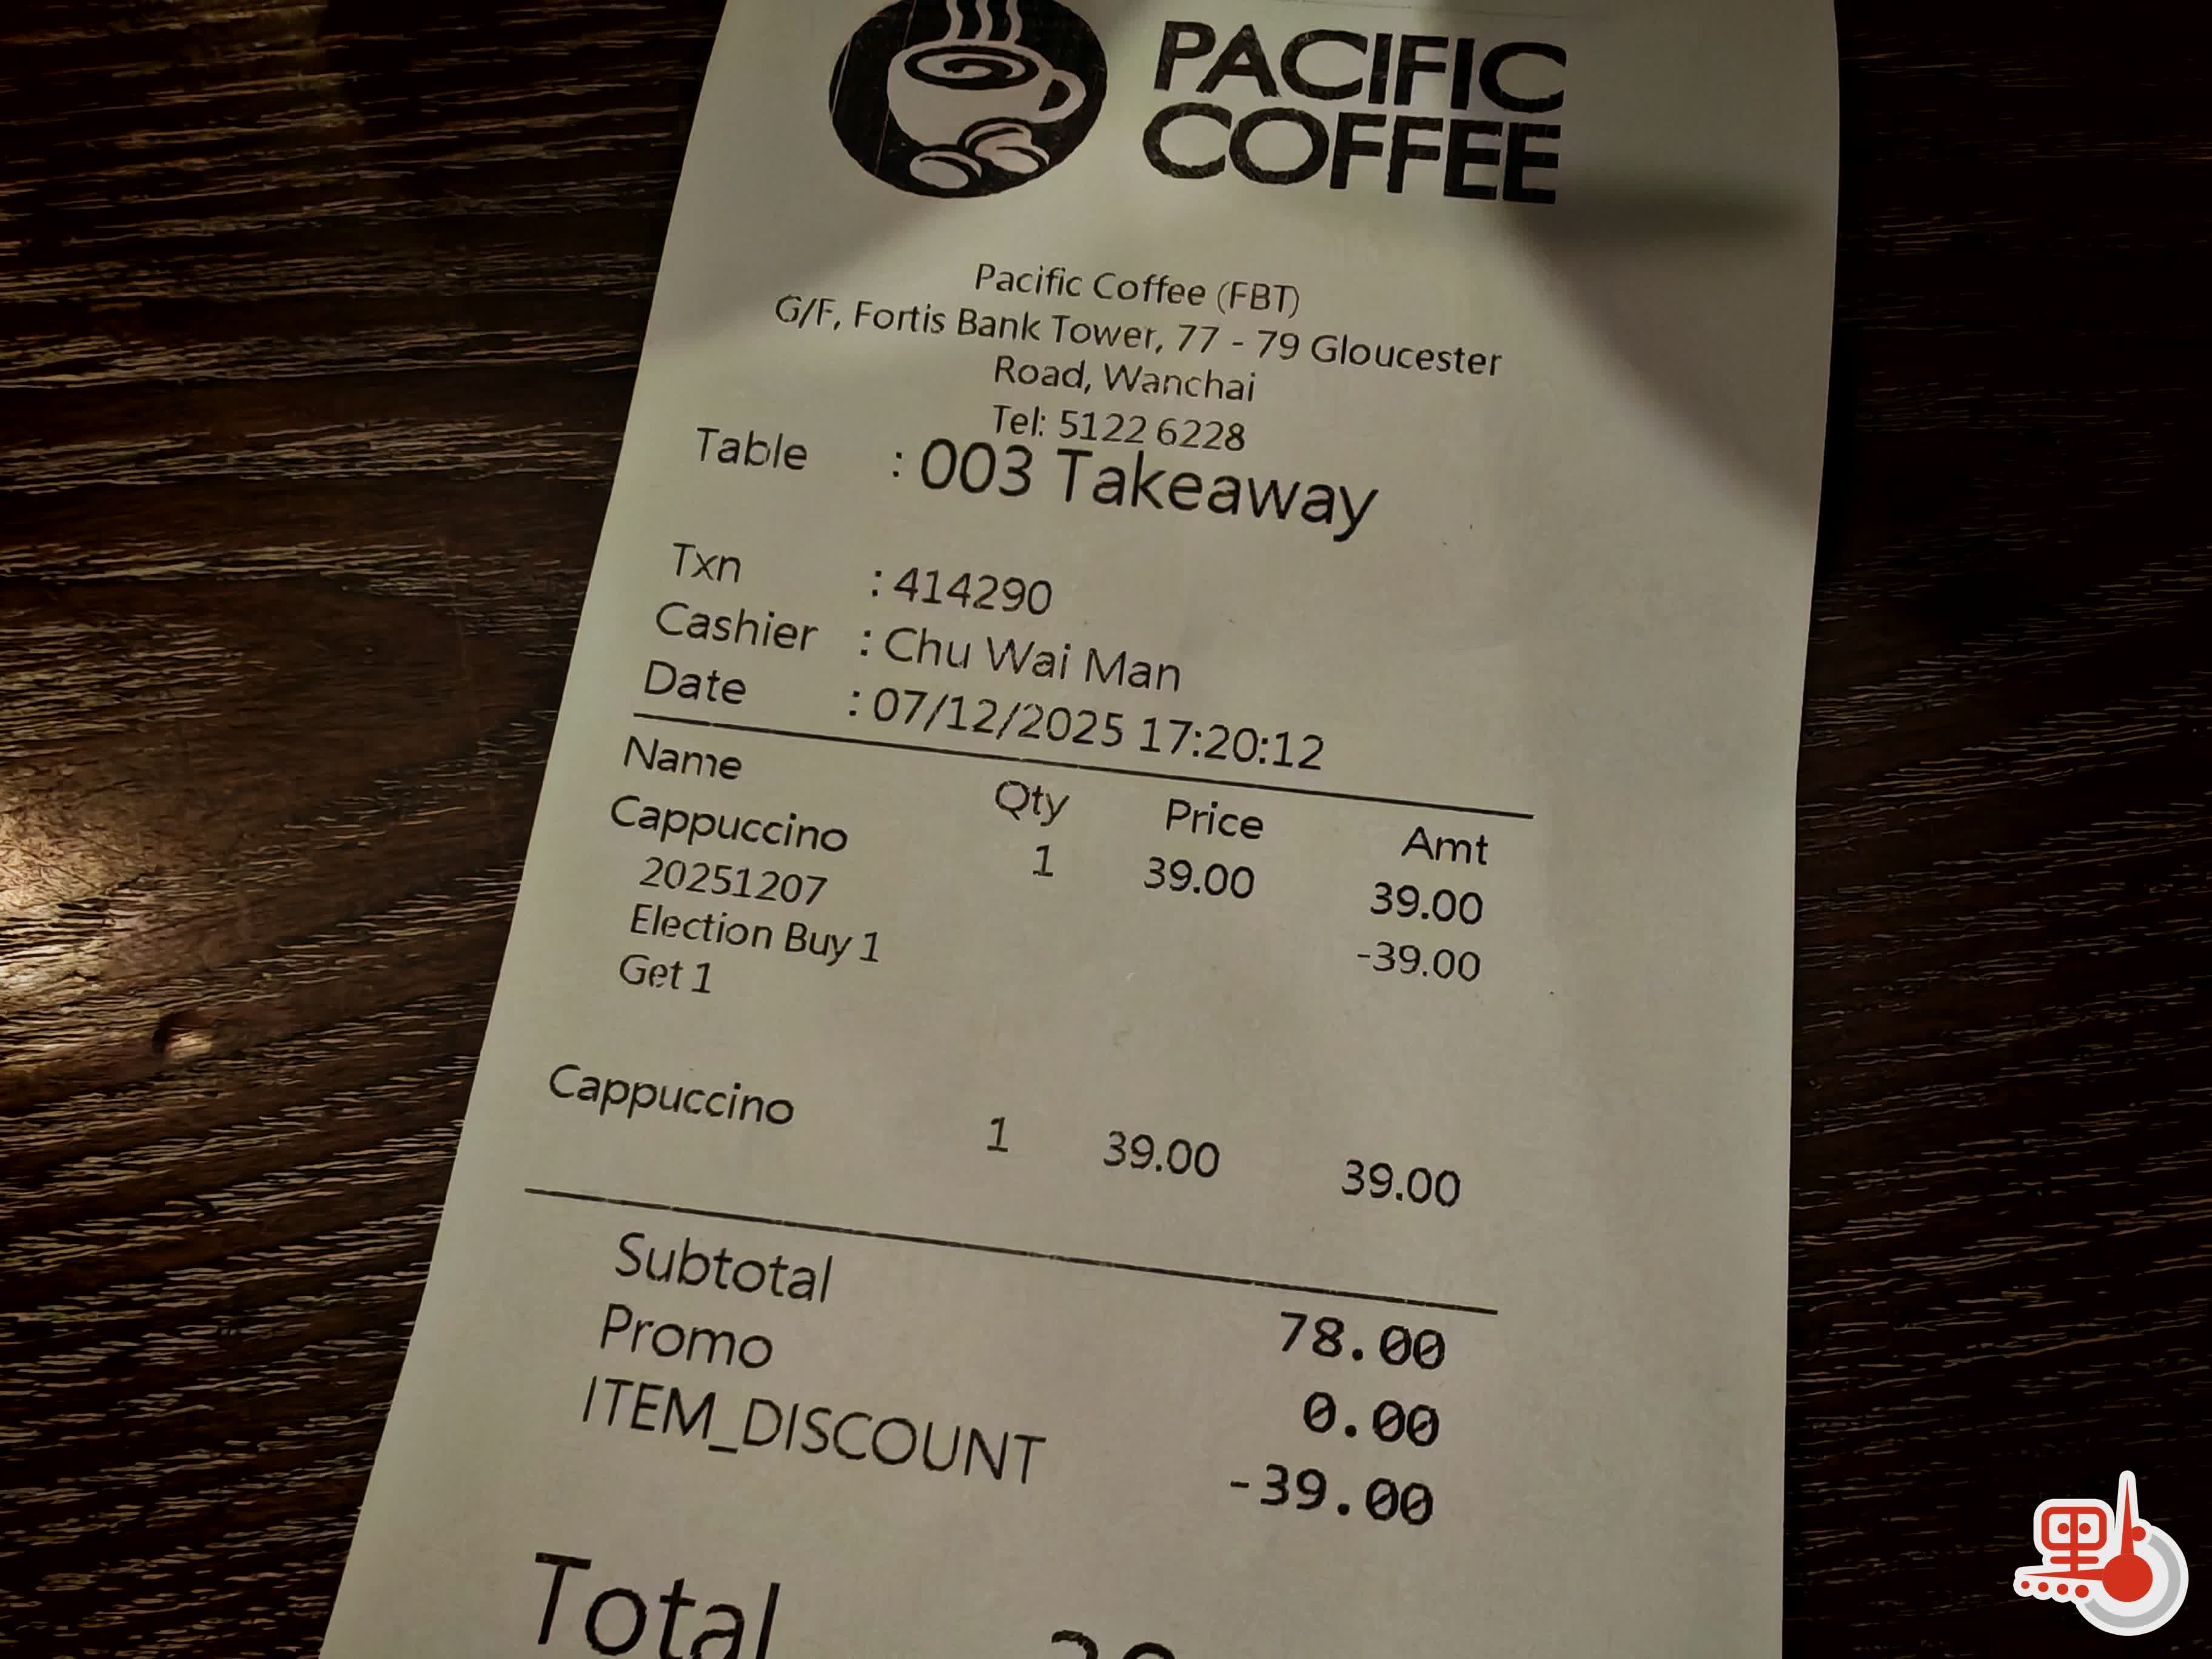 PACIFIC
COFFEE
Pacific Coffee (FBT)
G/F, Fortis Bank Tower, 77 - 79 Gloucester
Road, Wanchai
Tel: 5122 6228
Table : 003 Takeaway
Txn : 414290
Cashier : Chu Wai Man
Date : 07/12/2025 17:20:12
Name Qty Price Amt
Cappuccino 1 39.00 39.00
20251207 -39.00
Election Buy 1
Get 1
Cappuccino 1 39.00 39.00
Subtotal 78.00
Promo 0.00
ITEM_DISCOUNT -39.00
Total